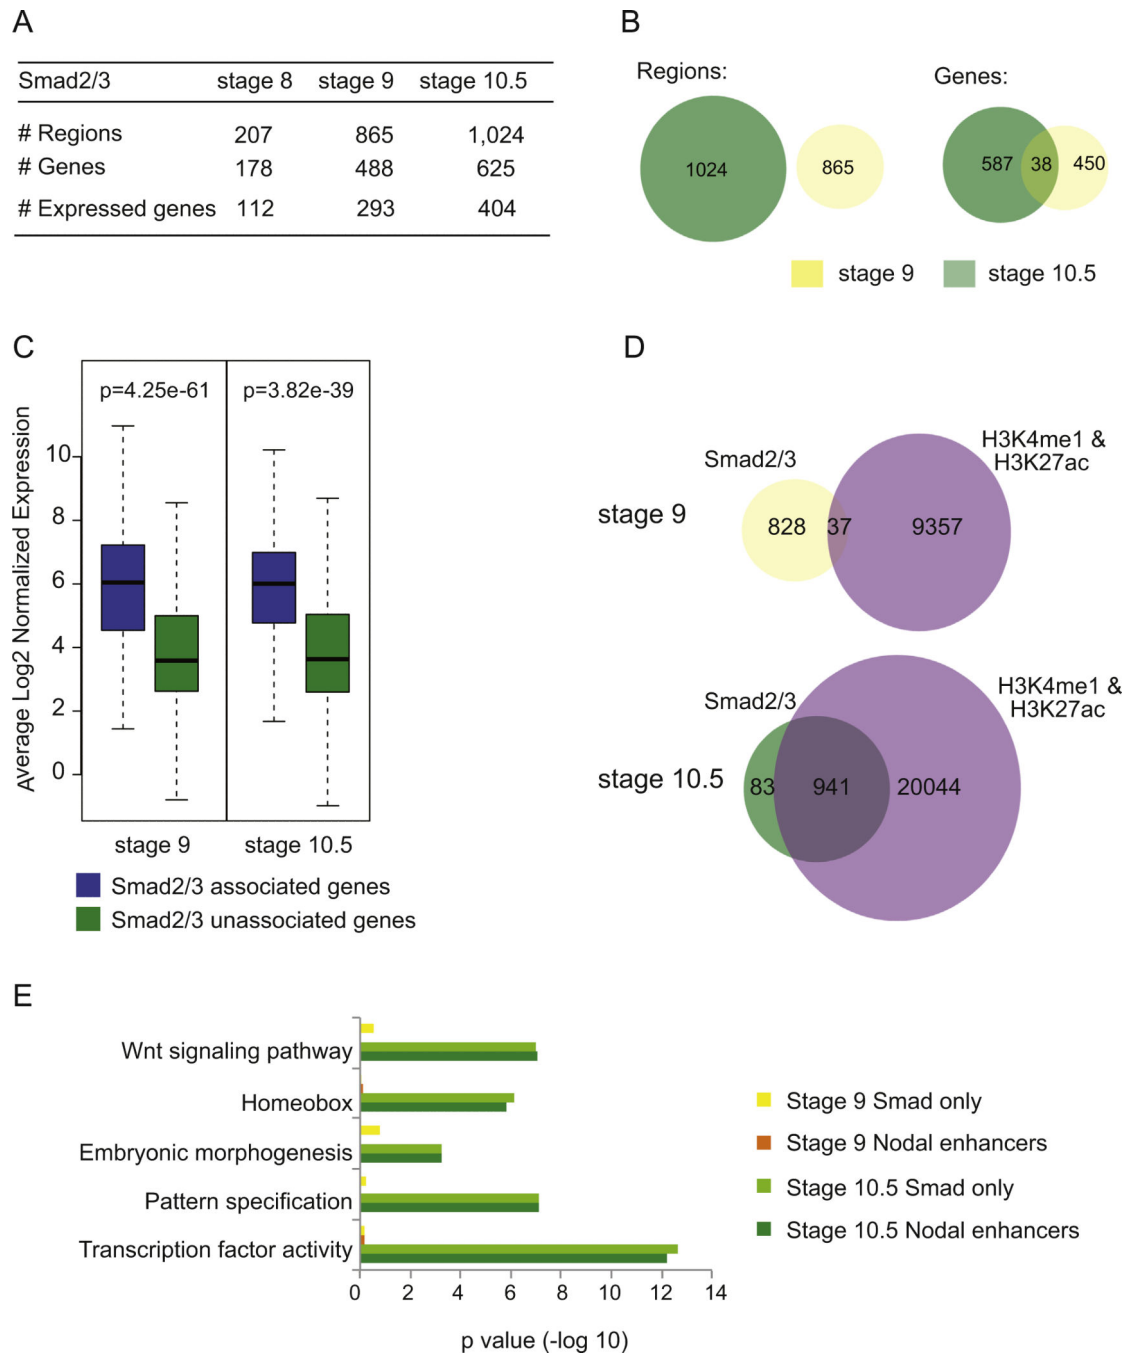 A
Smad2/3 stage 8 stage 9 stage 10.5
# Regions 207 865 1,024
# Genes 178 488 625
# Expressed genes 112 293 404
B
Regions: Genes:
1024 865 587 38 450
stage 9 stage 10.5
C
p=4.25e-61 p=3.82e-39
Average Log2 Normalized Expression
10
8
6
4
2
0
stage 9 stage 10.5
Smad2/3 associated genes
Smad2/3 unassociated genes
D
H3K4me1 &
H3K27ac
Smad2/3
stage 9
828 37 9357
H3K4me1 &
H3K27ac
Smad2/3
stage 10.5
83 941 20044
E
Wnt signaling pathway
Homeobox
Embryonic morphogenesis
Pattern specification
Transcription factor activity
0 2 4 6 8 10 12 14
p value (-log 10)
Stage 9 Smad only
Stage 9 Nodal enhancers
Stage 10.5 Smad only
Stage 10.5 Nodal enhancers